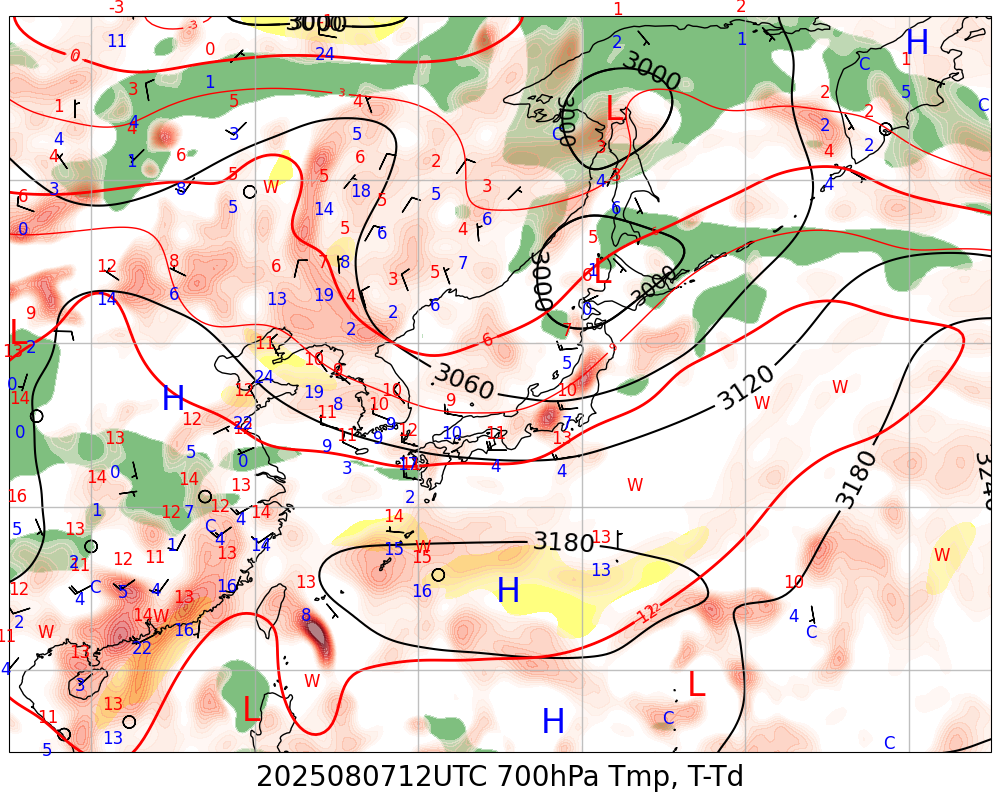 -3 -1 1 2
3000
-3
0
11 0 24 2 1 H
C 1
1 3 1 5 3 4 3000 L 2 2 5 C
4 4 4 3 5 3000 C 3 2 2
4 1 6 5 6 2
6 3 8 W 5 18 5 3 4 3 4
5 14 5 6 4 6
0 6 5
12 8 6 7 8 3 5 7 3000 6 1 L
14 6 13 19 4 2 6 3000 0
9 2 7
L 2 11 6 9
13 10 5
0 24 3060 3120 W
14 H 12 19 8 10 9 10 W
0 12 22 11 10 9 12 10 11 7
13 5 9 11 9 13
0 0 3 12 4 4 3180
14 14 13 2 W 3240
16 1 12 7 12 14 14
5 13 C 4 4 14 15 W 3180 13 W
2 11 12 11 1 13 15
12 4 C 5 4 16 13 16 H 13 10
2 14 W 13 8 12 4
11 W 16 C
4 13 22
3 W L
11 13 L H C
5 13 C
2025080712UTC 700hPa Tmp, T-Td